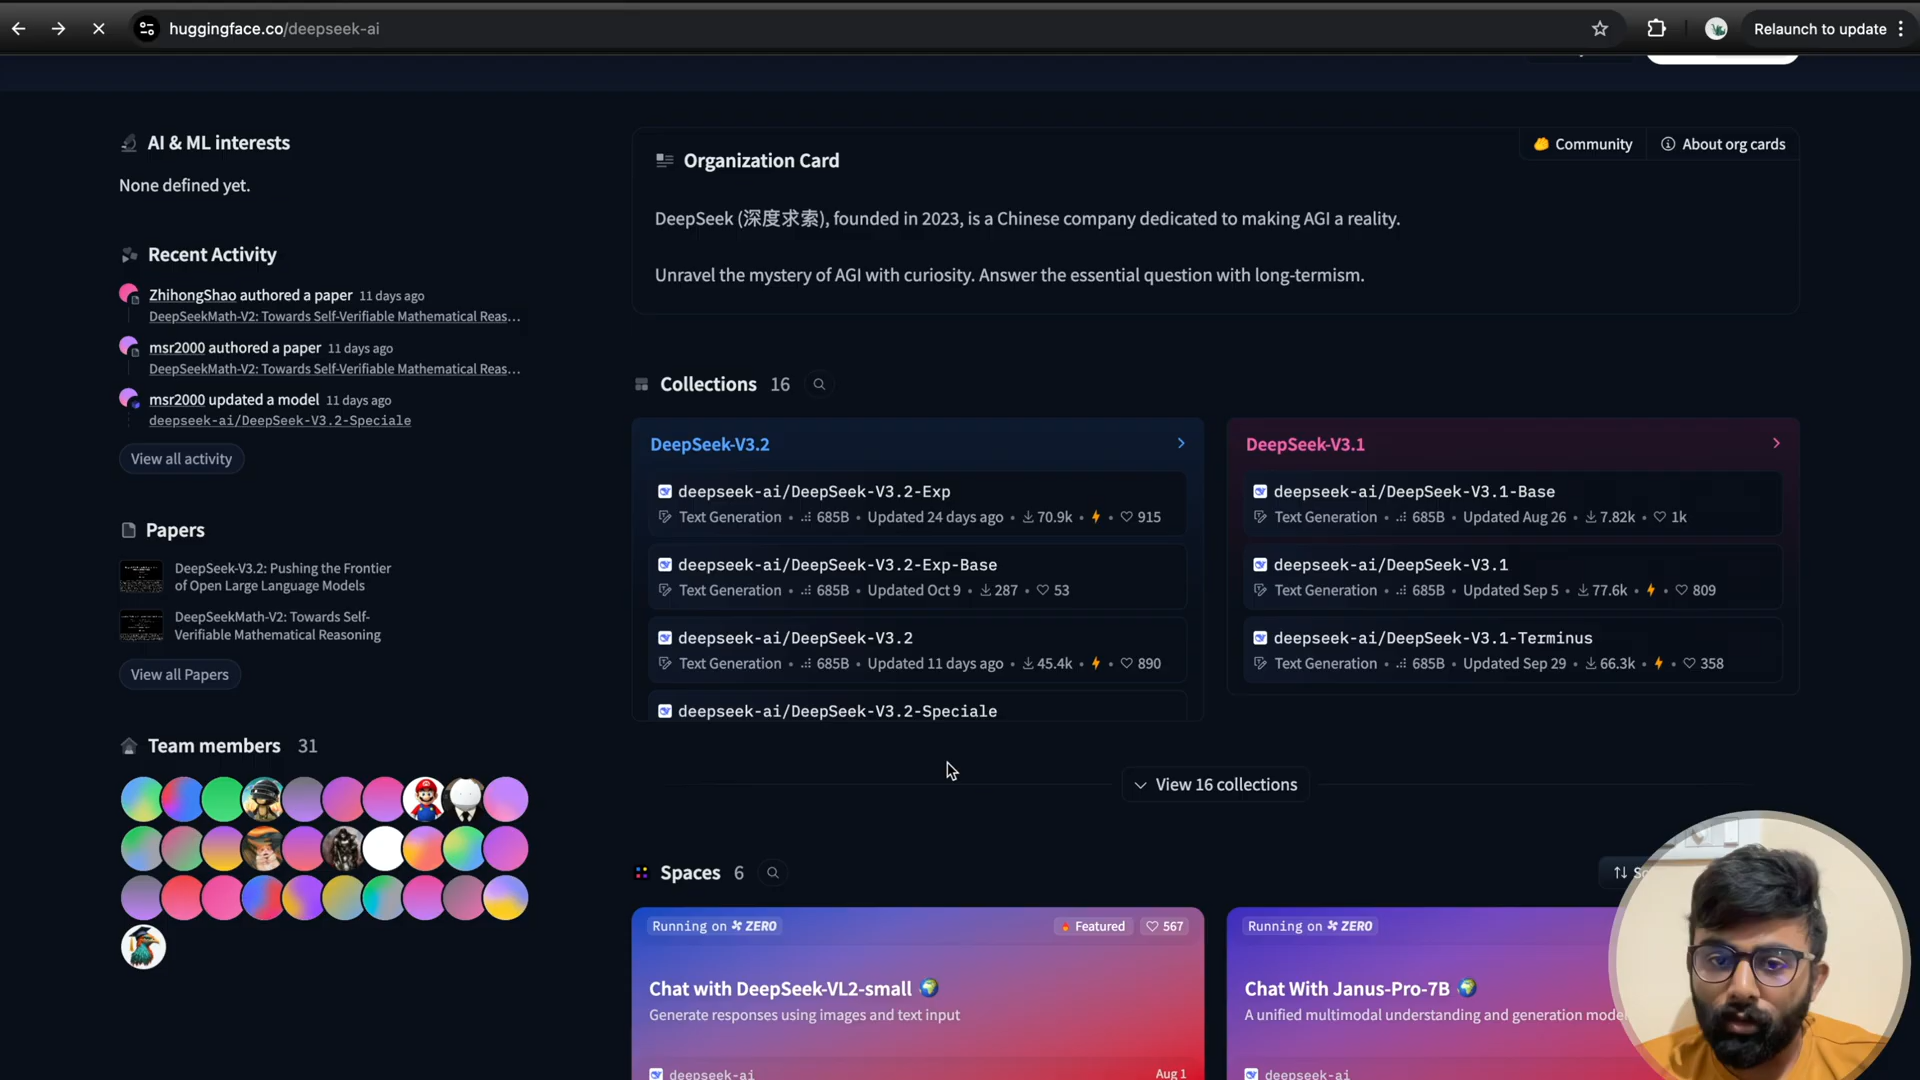 huggingface.co/deepseek-ai
Relaunch to update
AI & ML interests
None defined yet.
Recent Activity
ZhihongShao authored a paper 11 days ago
DeepSeekMath-V2: Towards Self-Verifiable Mathematical Reas...
msr2000 authored a paper 11 days ago
DeepSeekMath-V2: Towards Self-Verifiable Mathematical Reas...
msr2000 updated a model 11 days ago
deepseek-ai/DeepSeek-V3.2-Speciale
View all activity
Papers
DeepSeek-V3.2: Pushing the Frontier
of Open Large Language Models
DeepSeekMath-V2: Towards Self-
Verifiable Mathematical Reasoning
View all Papers
Team members 31
Organization Card
Community
About org cards
DeepSeek (深度求索), founded in 2023, is a Chinese company dedicated to making AGI a reality.
Unravel the mystery of AGI with curiosity. Answer the essential question with long-termism.
Collections 16
DeepSeek-V3.2
deepseek-ai/DeepSeek-V3.2-Exp
Text Generation • 685B • Updated 24 days ago • 70.9k • 915
deepseek-ai/DeepSeek-V3.2-Exp-Base
Text Generation • 685B • Updated Oct 9 • 287 • 53
deepseek-ai/DeepSeek-V3.2
Text Generation • 685B • Updated 11 days ago • 45.4k • 890
deepseek-ai/DeepSeek-V3.2-Speciale
DeepSeek-V3.1
deepseek-ai/DeepSeek-V3.1-Base
Text Generation • 685B • Updated Aug 26 • 7.82k • 1k
deepseek-ai/DeepSeek-V3.1
Text Generation • 685B • Updated Sep 5 • 77.6k • 809
deepseek-ai/DeepSeek-V3.1-Terminus
Text Generation • 685B • Updated Sep 29 • 66.3k • 358
View 16 collections
Spaces 6
Running on ZERO
Featured
567
Chat with DeepSeek-VL2-small
Generate responses using images and text input
deepseek-ai
Aug 1
Running on ZERO
Chat With Janus-Pro-7B
A unified multimodal understanding and generation
deepseek-ai